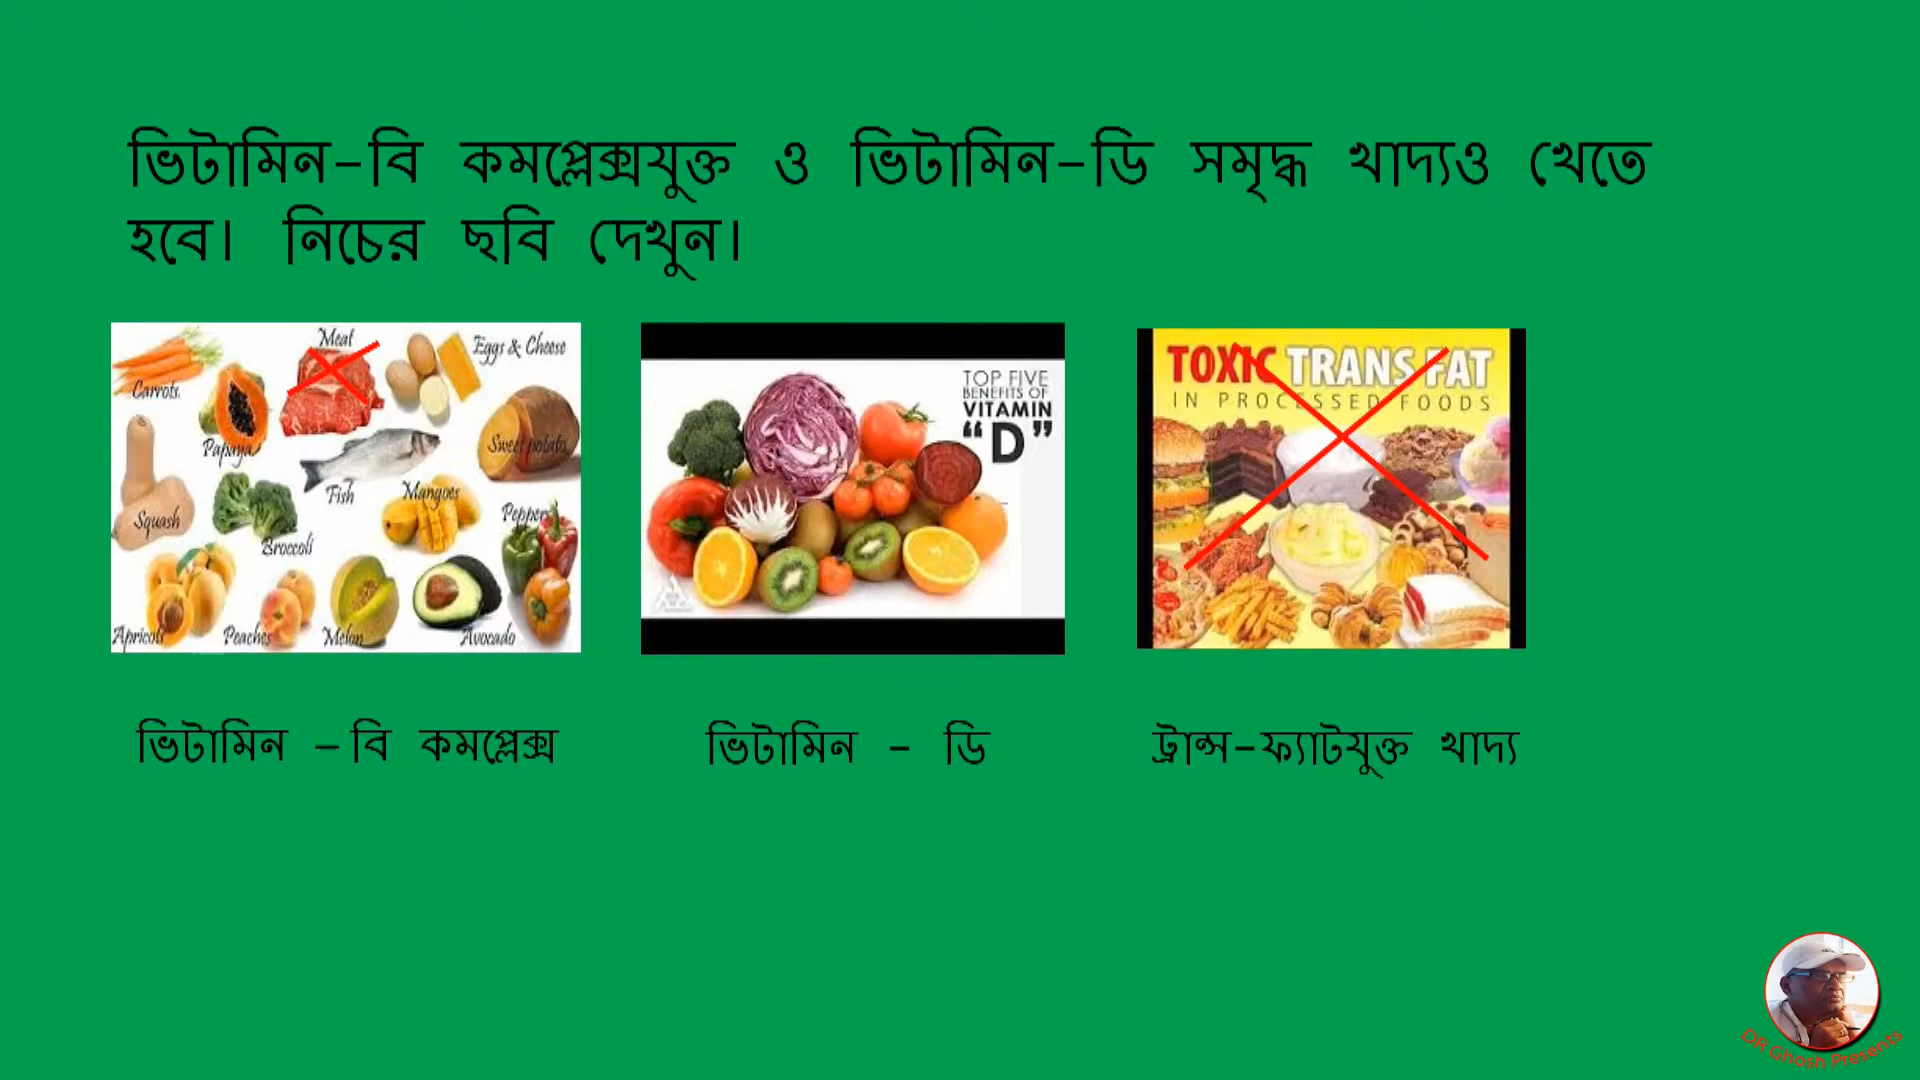 ভিটামিন-বি কমপ্লেক্সযুক্ত ও ভিটামিন-ডি সমৃদ্ধ খাদ্যও খেতে
হবে। নিচের ছবি দেখুন।
Meat
Eggs & Cheese
Carrots
Papaya
Sweet potato
Fish
Mangoes
Squash
Broccoli
Pepper
Apricots
Peaches
Melon
Avocado
TOP FIVE
BENEFITS OF
VITAMIN
“D”
TOXIC TRANS FAT
IN PROCESSED FOODS
ভিটামিন - বি কমপ্লেক্স
ভিটামিন - ডি
ট্রান্স-ফ্যাটযুক্ত খাদ্য
DR Ghosh Presents